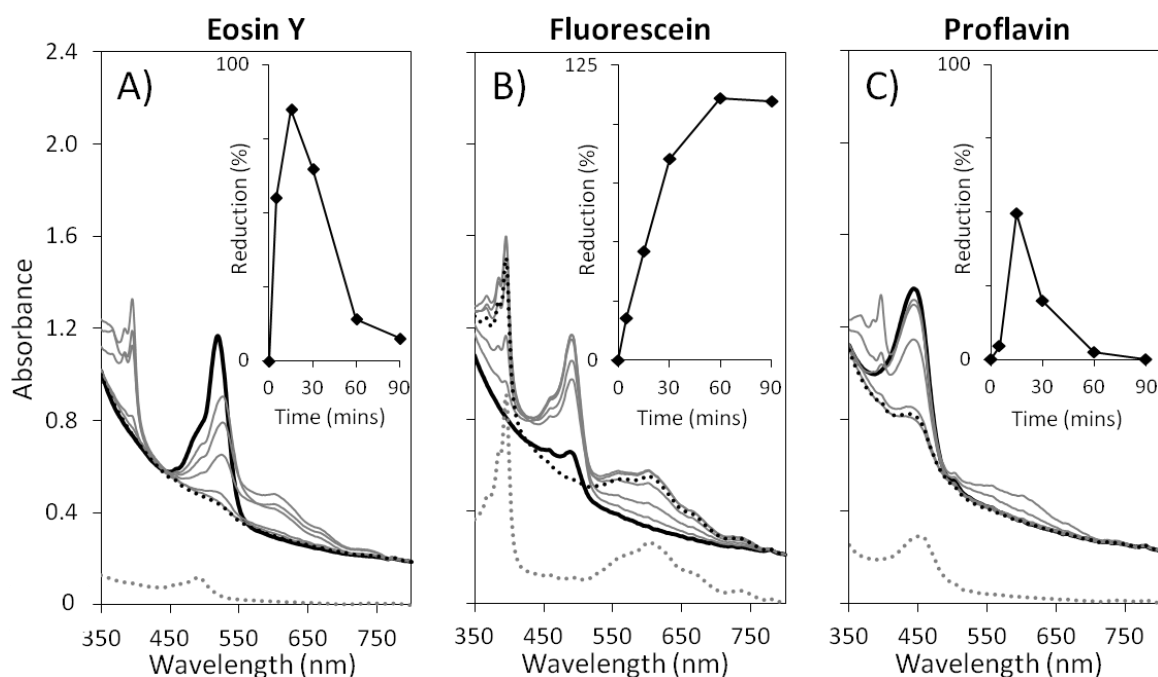 Eosin Y
Fluorescein
Proflavin
Absorbance
2.4
2.0
1.6
1.2
0.8
0.4
0
A)
100
Reduction (%)
0
0 30 60 90
Time (mins)
350 450 550 650 750
Wavelength (nm)
B)
125
Reduction (%)
0
0 30 60 90
Time (mins)
350 450 550 650 750
Wavelength (nm)
C)
100
Reduction (%)
0
0 30 60 90
Time (mins)
350 450 550 650 750
Wavelength (nm)